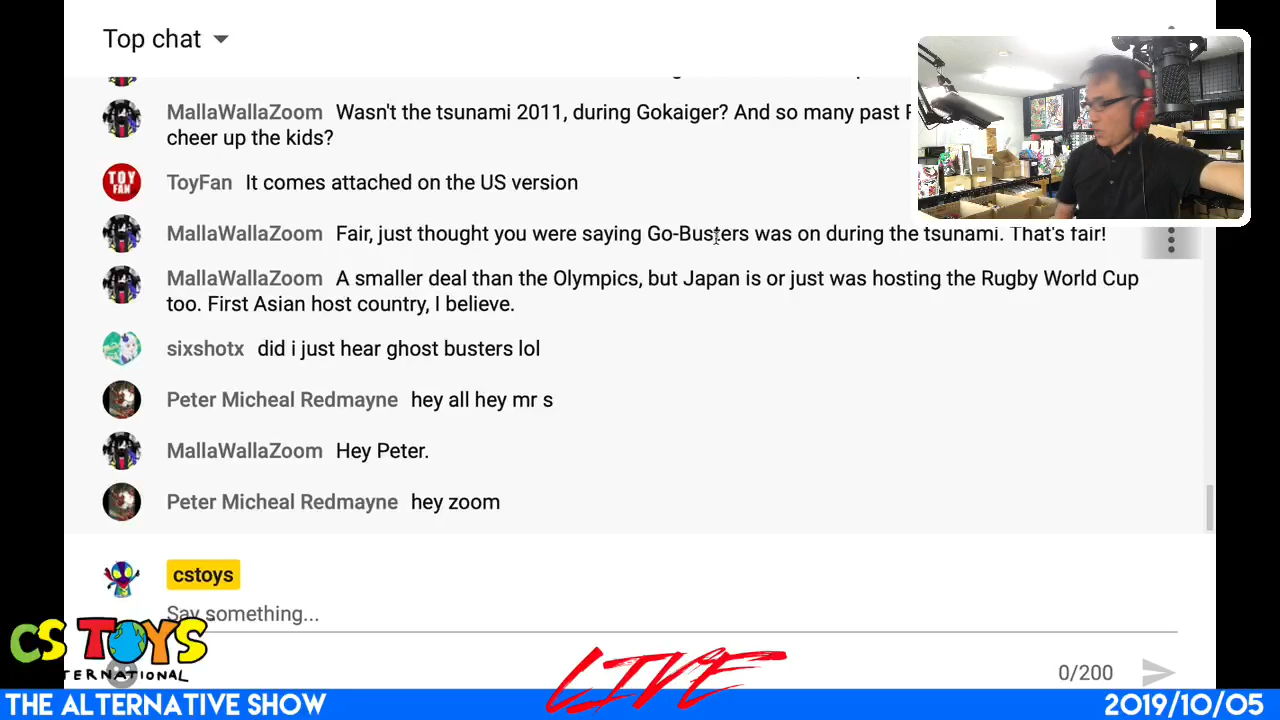 Top chat
MallaWallaZoom Wasn't the tsunami 2011, during Gokaiger? And so many past
cheer up the kids?
TOY FAN
ToyFan It comes attached on the US version
MallaWallaZoom Fair, just thought you were saying Go-Busters was on during the tsunami. That's fair!
MallaWallaZoom A smaller deal than the Olympics, but Japan is or just was hosting the Rugby World Cup
too. First Asian host country, I believe.
sixshotx did i just hear ghost busters lol
Peter Micheal Redmayne hey all hey mr s
MallaWallaZoom Hey Peter.
Peter Micheal Redmayne hey zoom
cstoys
Say something...
CS TOYS
TERNATIONAL
LIVE
0/200
THE ALTERNATIVE SHOW
2019/10/05